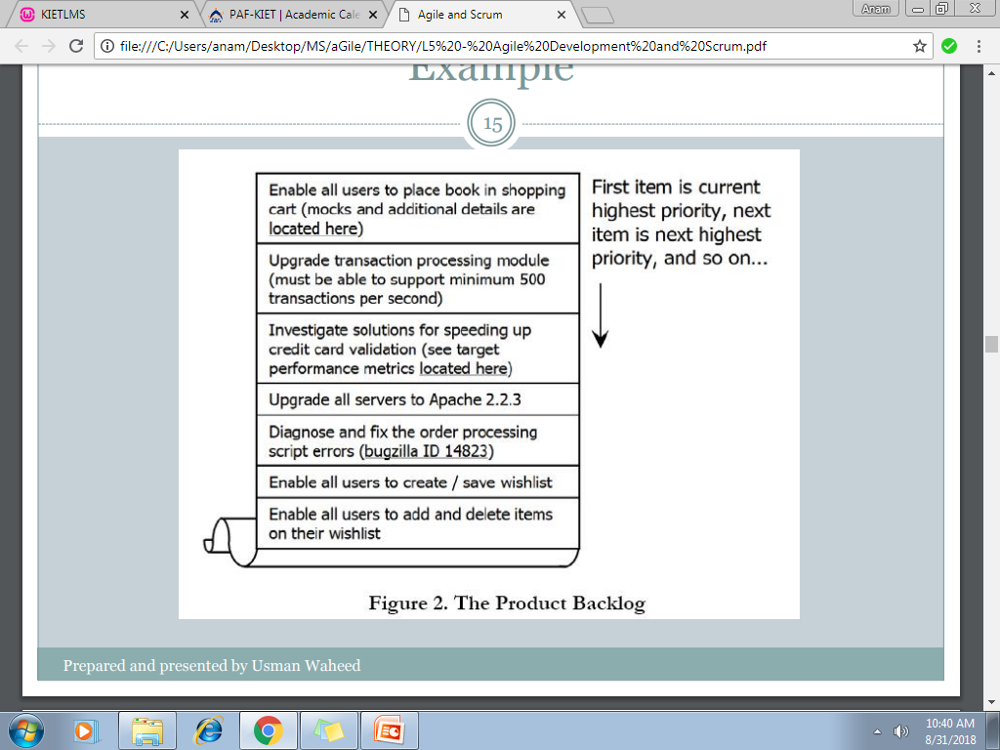 KIETLMS
PAF-KIET | Academic Cale
Agile and Scrum
Anam
file:///C:/Users/anam/Desktop/MS/aGile/THEORY/L5%20-%20Agile%20Development%20and%20Scrum.pdf
Example
15
Enable all users to place book in shopping
cart (mocks and additional details are
located here)
Upgrade transaction processing module
(must be able to support minimum 500
transactions per second)
Investigate solutions for speeding up
credit card validation (see target
performance metrics located here)
Upgrade all servers to Apache 2.2.3
Diagnose and fix the order processing
script errors (bugzilla ID 14823)
Enable all users to create / save wishlist
Enable all users to add and delete items
on their wishlist
First item is current
highest priority, next
item is next highest
priority, and so on...
Figure 2. The Product Backlog
Prepared and presented by Usman Waheed
10:40 AM
8/31/2018